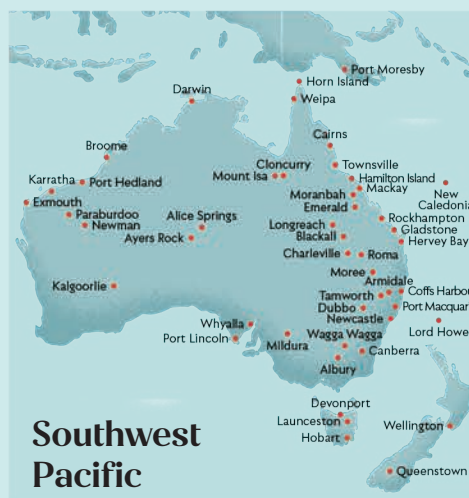 Port Moresby
Horn Island
Darwin
Weipa
Cairns
Broome
Townsville
Cloncurry
Hamilton Island
Mount Isa
Karratha
Port Hedland
Mackay
New
Caledonia
Moranbah
Exmouth
Emerald
Paraburdoo
Alice Springs
Rockhampton
Newman
Longreach
Gladstone
Ayers Rock
Blackall
Hervey Bay
Charleville
Roma
Moree
Kalgoorlie
Armidale
Coffs Harbour
Tamworth
Port Macquar
Dubbo
Newcastle
Whyalla
Lord Howe
Port Lincoln
Mildura
Wagga Wagga
Canberra
Albury
Devonport
Launceston
Wellington
Hobart
Southwest
Pacific
Queenstown